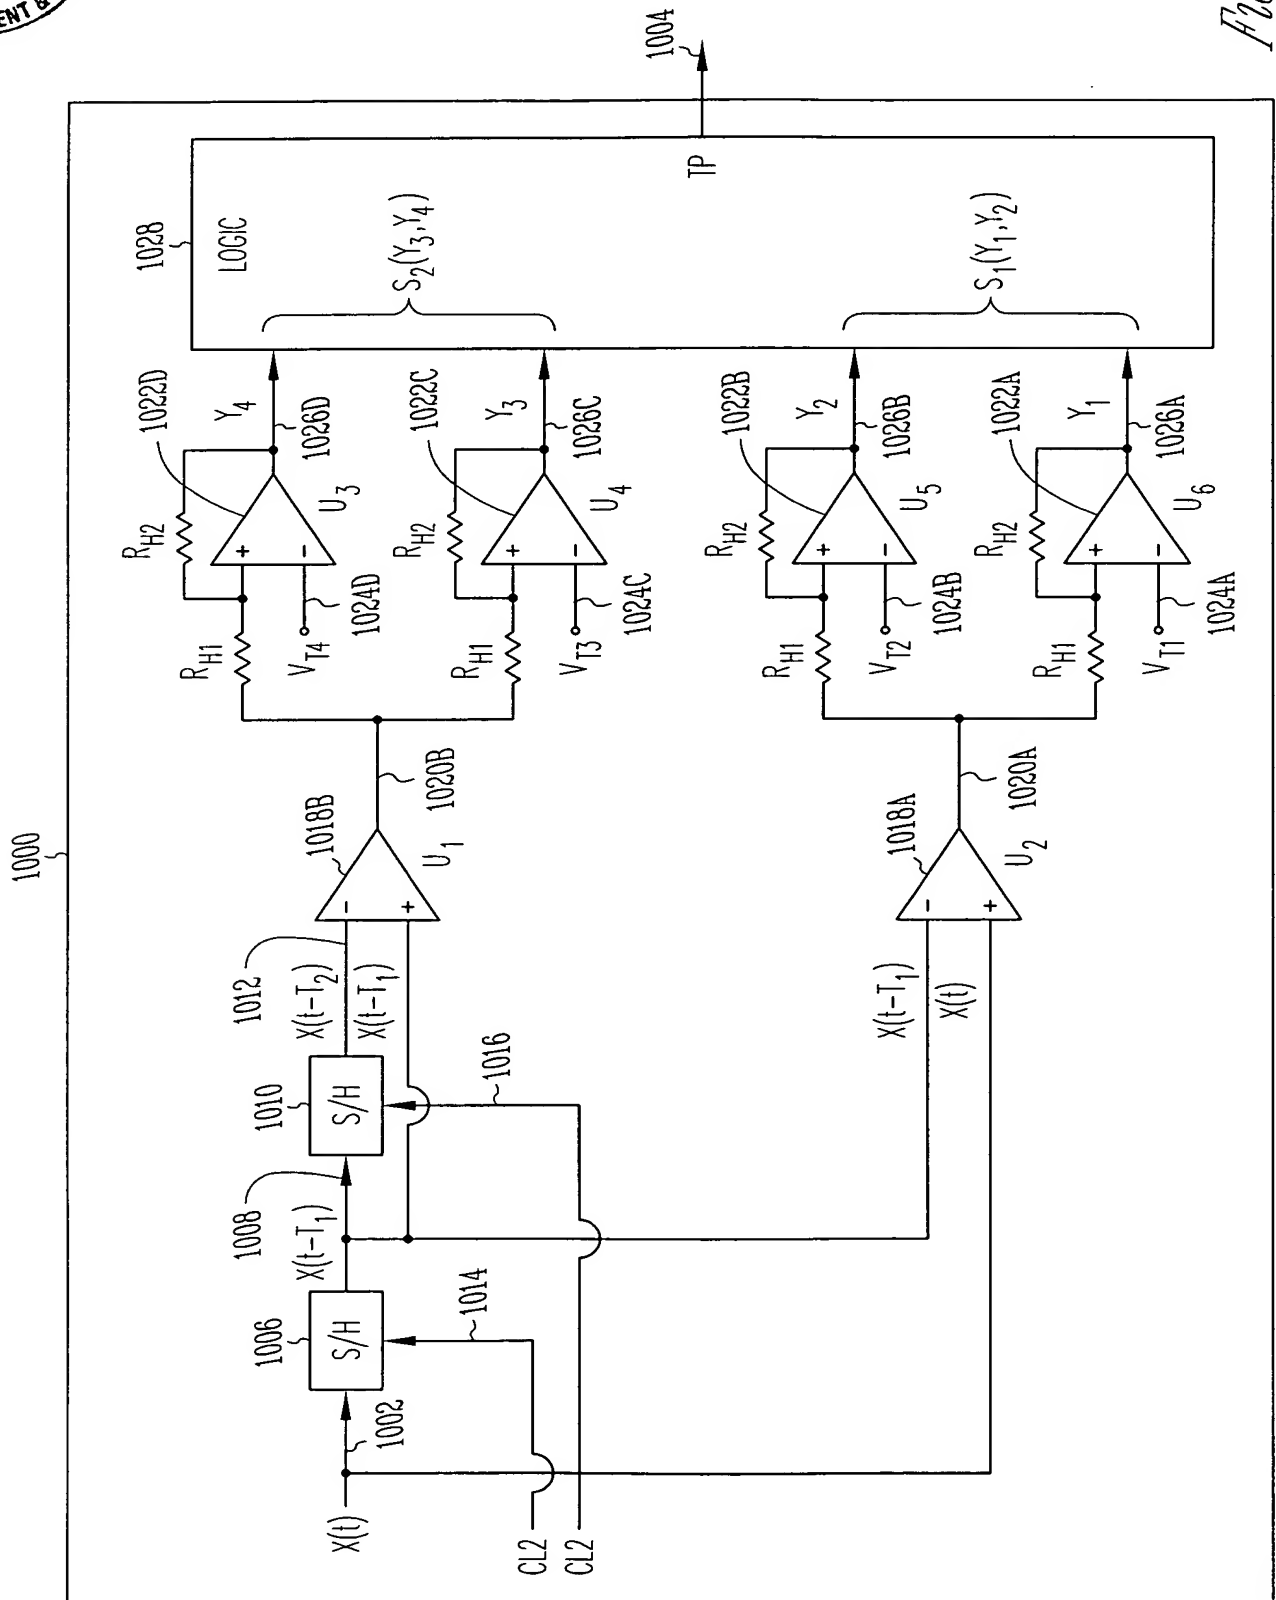 ENT &
1000
X(t)
1002
CL2
CL2
1006
S/H
1014
X(t-T1)
1008
1010
S/H
1016
1012
X(t-T2)
X(t-T1)
-
+
1018B
U1
1020B
X(t-T1)
X(t)
-
+
1018A
U2
1020A
RH1
RH2
VT4
1024D
+
-
U3
1022D
Y4
1026D
RH1
RH2
VT3
1024C
+
-
U4
1022C
Y3
1026C
RH1
RH2
VT2
1024B
+
-
U5
1022B
Y2
1026B
RH1
RH2
VT1
1024A
+
-
U6
1022A
Y1
1026A
1028
LOGIC
S2(Y3,Y4)
S1(Y1,Y2)
TP
1004